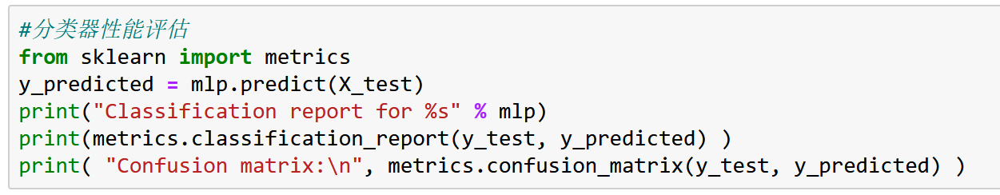 #分类器性能评估
from sklearn import metrics
y_predicted = mlp.predict(X_test)
print("Classification report for %s" % mlp)
print(metrics.classification_report(y_test, y_predicted) )
print( "Confusion matrix:\n", metrics.confusion_matrix(y_test, y_predicted) )